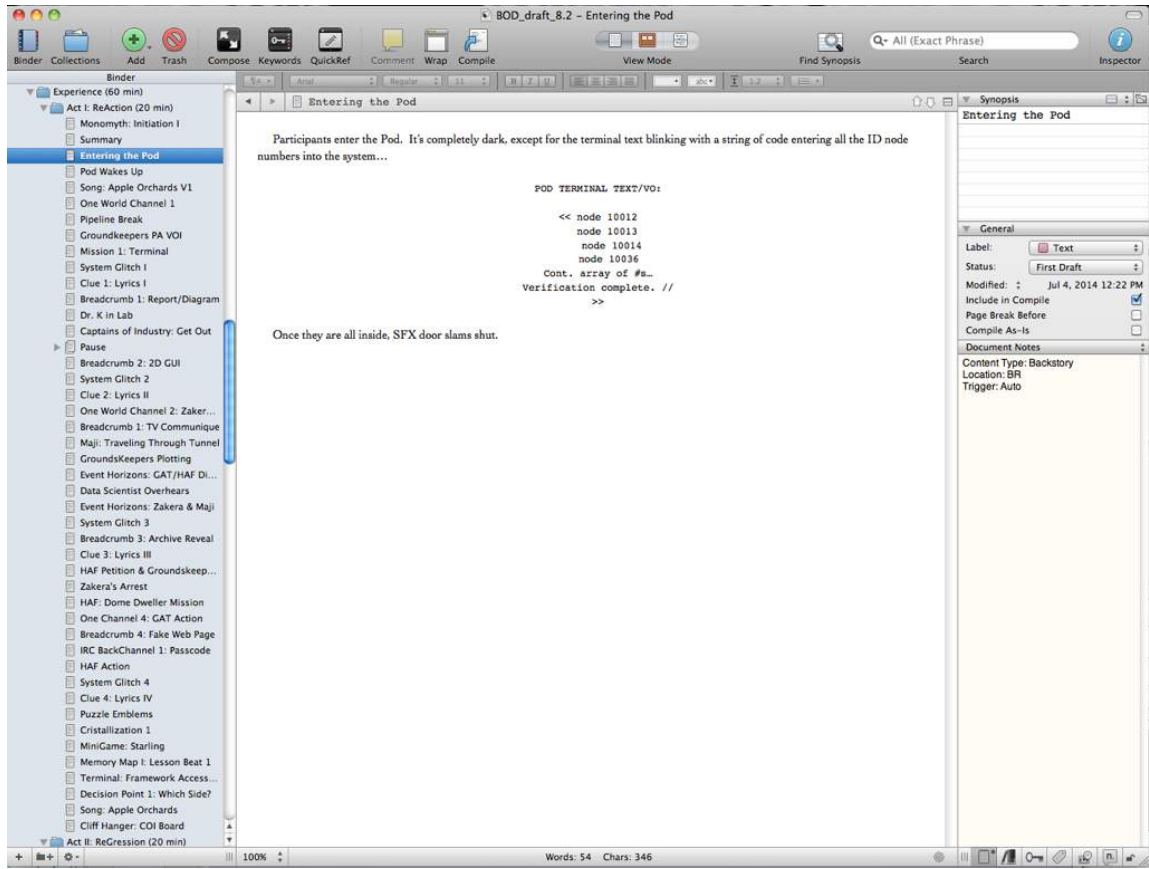 BOD_draft_8.2 – Entering the Pod
Binder Collections Add Trash Compose Keywords QuickRef Comment Wrap Compile View Mode Find Synopsis Search Inspector
All (Exact Phrase)
Binder
Arial Regular 11 B I U abc 1.2
Experience (60 min)
Act I: ReAction (20 min)
Monomyth: Initiation I
Summary
Entering the Pod
Pod Wakes Up
Song: Apple Orchards V1
One World Channel 1
Pipeline Break
Groundkeepers PA VOI
Mission 1: Terminal
System Glitch I
Clue 1: Lyrics I
Breadcrumb 1: Report/Diagram
Dr. K in Lab
Captains of Industry: Get Out
Pause
Breadcrumb 2: 2D GUI
System Glitch 2
Clue 2: Lyrics II
One World Channel 2: Zaker...
Breadcrumb 1: TV Communique
Maji: Traveling Through Tunnel
GroundsKeepers Plotting
Event Horizons: GAT/HAF Di...
Data Scientist Overhears
Event Horizons: Zakera & Maji
System Glitch 3
Breadcrumb 3: Archive Reveal
Clue 3: Lyrics III
HAF Petition & Groundskeep...
Zakera's Arrest
HAF: Dome Dweller Mission
One Channel 4: GAT Action
Breadcrumb 4: Fake Web Page
IRC BackChannel 1: Passcode
HAF Action
System Glitch 4
Clue 4: Lyrics IV
Puzzle Emblems
Cristallization 1
MiniGame: Starling
Memory Map I: Lesson Beat 1
Terminal: Framework Access...
Decision Point 1: Which Side?
Song: Apple Orchards
Cliff Hanger: COI Board
Act II: ReGression (20 min)
Entering the Pod
Participants enter the Pod. It's completely dark, except for the terminal text blinking with a string of code entering all the ID node
numbers into the system…
POD TERMINAL TEXT/VO:
<< node 10012
node 10013
node 10014
node 10036
Cont. array of #s…
Verification complete. //
>>
Once they are all inside, SFX door slams shut.
100%
Words: 54 Chars: 346
Synopsis
Entering the Pod
General
Label: Text
Status: First Draft
Modified: Jul 4, 2014 12:22 PM
Include in Compile
Page Break Before
Compile As-Is
Document Notes
Content Type: Backstory
Location: BR
Trigger: Auto